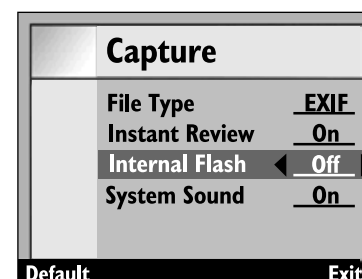 Capture
File Type EXIF
Instant Review On
Internal Flash Off
System Sound On
Default Exit